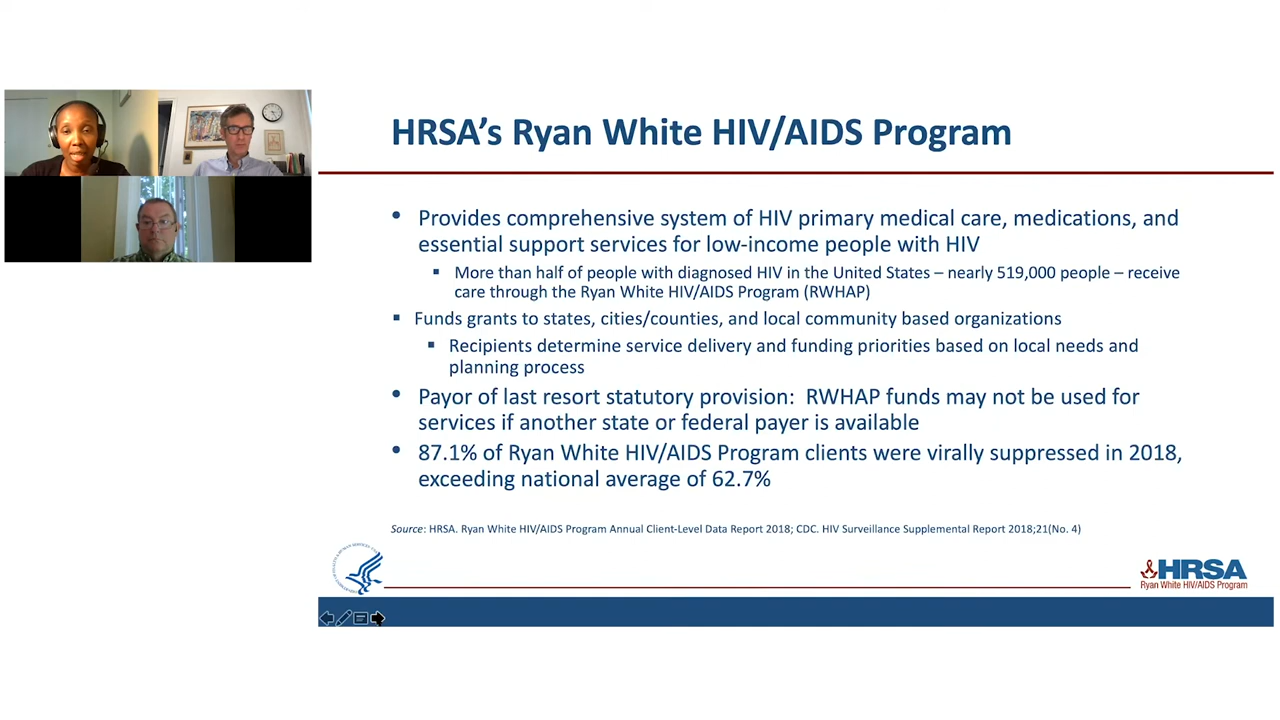 HRSA’s Ryan White HIV/AIDS Program
• Provides comprehensive system of HIV primary medical care, medications, and
essential support services for low-income people with HIV
▪ More than half of people with diagnosed HIV in the United States – nearly 519,000 people – receive
care through the Ryan White HIV/AIDS Program (RWHAP)
▪ Funds grants to states, cities/counties, and local community based organizations
▪ Recipients determine service delivery and funding priorities based on local needs and
planning process
• Payor of last resort statutory provision:  RWHAP funds may not be used for
services if another state or federal payer is available
• 87.1% of Ryan White HIV/AIDS Program clients were virally suppressed in 2018,
exceeding national average of 62.7%
Source: HRSA. Ryan White HIV/AIDS Program Annual Client-Level Data Report 2018; CDC. HIV Surveillance Supplemental Report 2018;21(No. 4)
HRSA
Ryan White HIV/AIDS Program